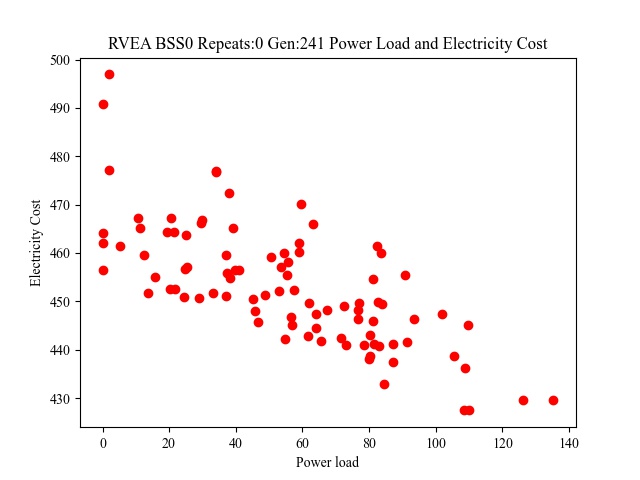 RVEA BSS0 Repeats:0 Gen:241 Power Load and Electricity Cost
500
490
480
470
460
450
440
430
Electricity Cost
0 20 40 60 80 100 120 140
Power load